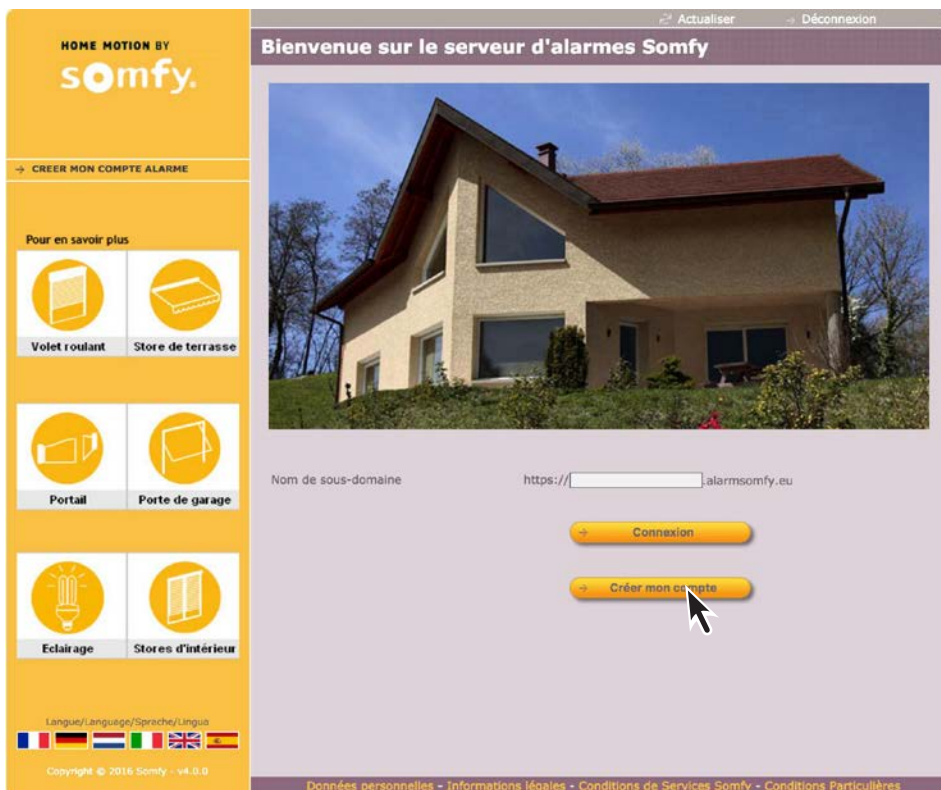 HOME MOTION BY
somfy.
→ CREER MON COMPTE ALARME
Pour en savoir plus
Volet roulant
Store de terrasse
Portail
Porte de garage
Eclairage
Stores d'intérieur
Langue/Language/Sprache/Lingua
Copyright © 2016 Somfy - v4.0.0
Actualiser
→ Déconnexion
Bienvenue sur le serveur d'alarmes Somfy
Nom de sous-domaine
https:// .alarmsomfy.eu
→ Connexion
→ Créer mon compte
Données personnelles - Informations légales - Conditions de Services Somfy - Conditions Particulières